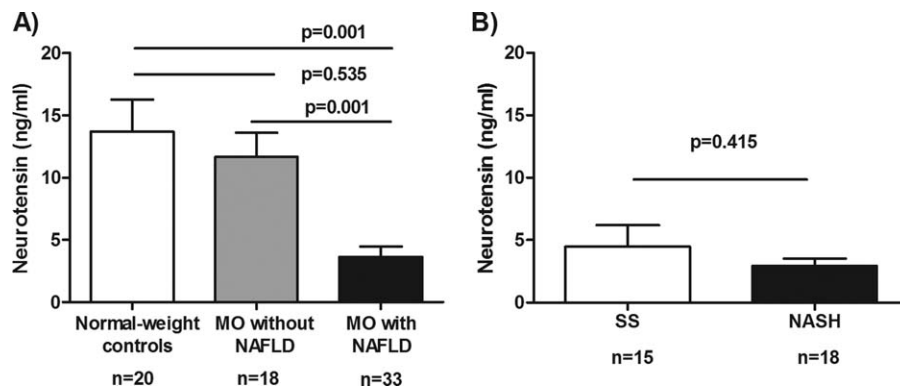 A)
p=0.001
p=0.535
p=0.001
Neurotensin (ng/ml)
20
15
10
5
0
Normal-weight controls
MO without NAFLD
MO with NAFLD
n=20
n=18
n=33
B)
p=0.415
Neurotensin (ng/ml)
20
15
10
5
0
SS
NASH
n=15
n=18